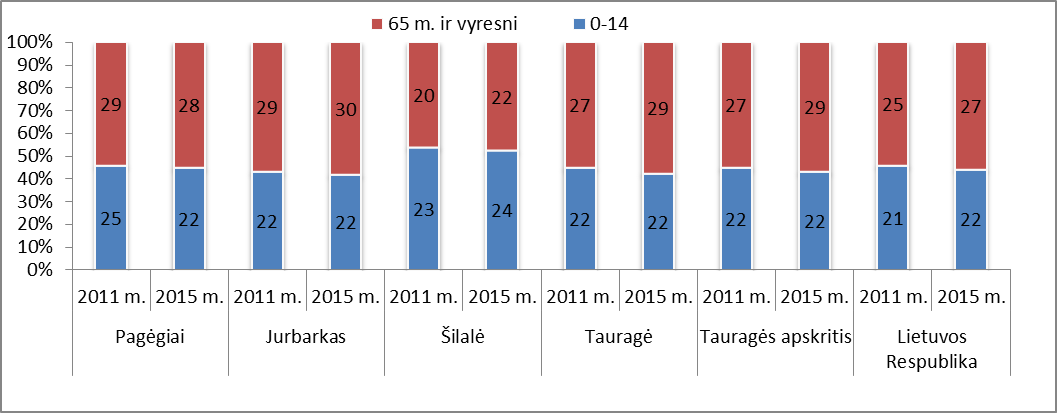 65 m. ir vyresni 0-14
100%
90%
80%
70%
60%
50%
40%
30%
20%
10%
0%
29 28 29 30 20 22 27 29 27 29 25 27
25 22 22 22 23 24 22 22 22 22 21 22
2011 m. 2015 m. 2011 m. 2015 m. 2011 m. 2015 m. 2011 m. 2015 m. 2011 m. 2015 m. 2011 m. 2015 m.
Pagėgiai Jurbarkas Šilalė Tauragė Tauragės apskritis Lietuvos
Respublika